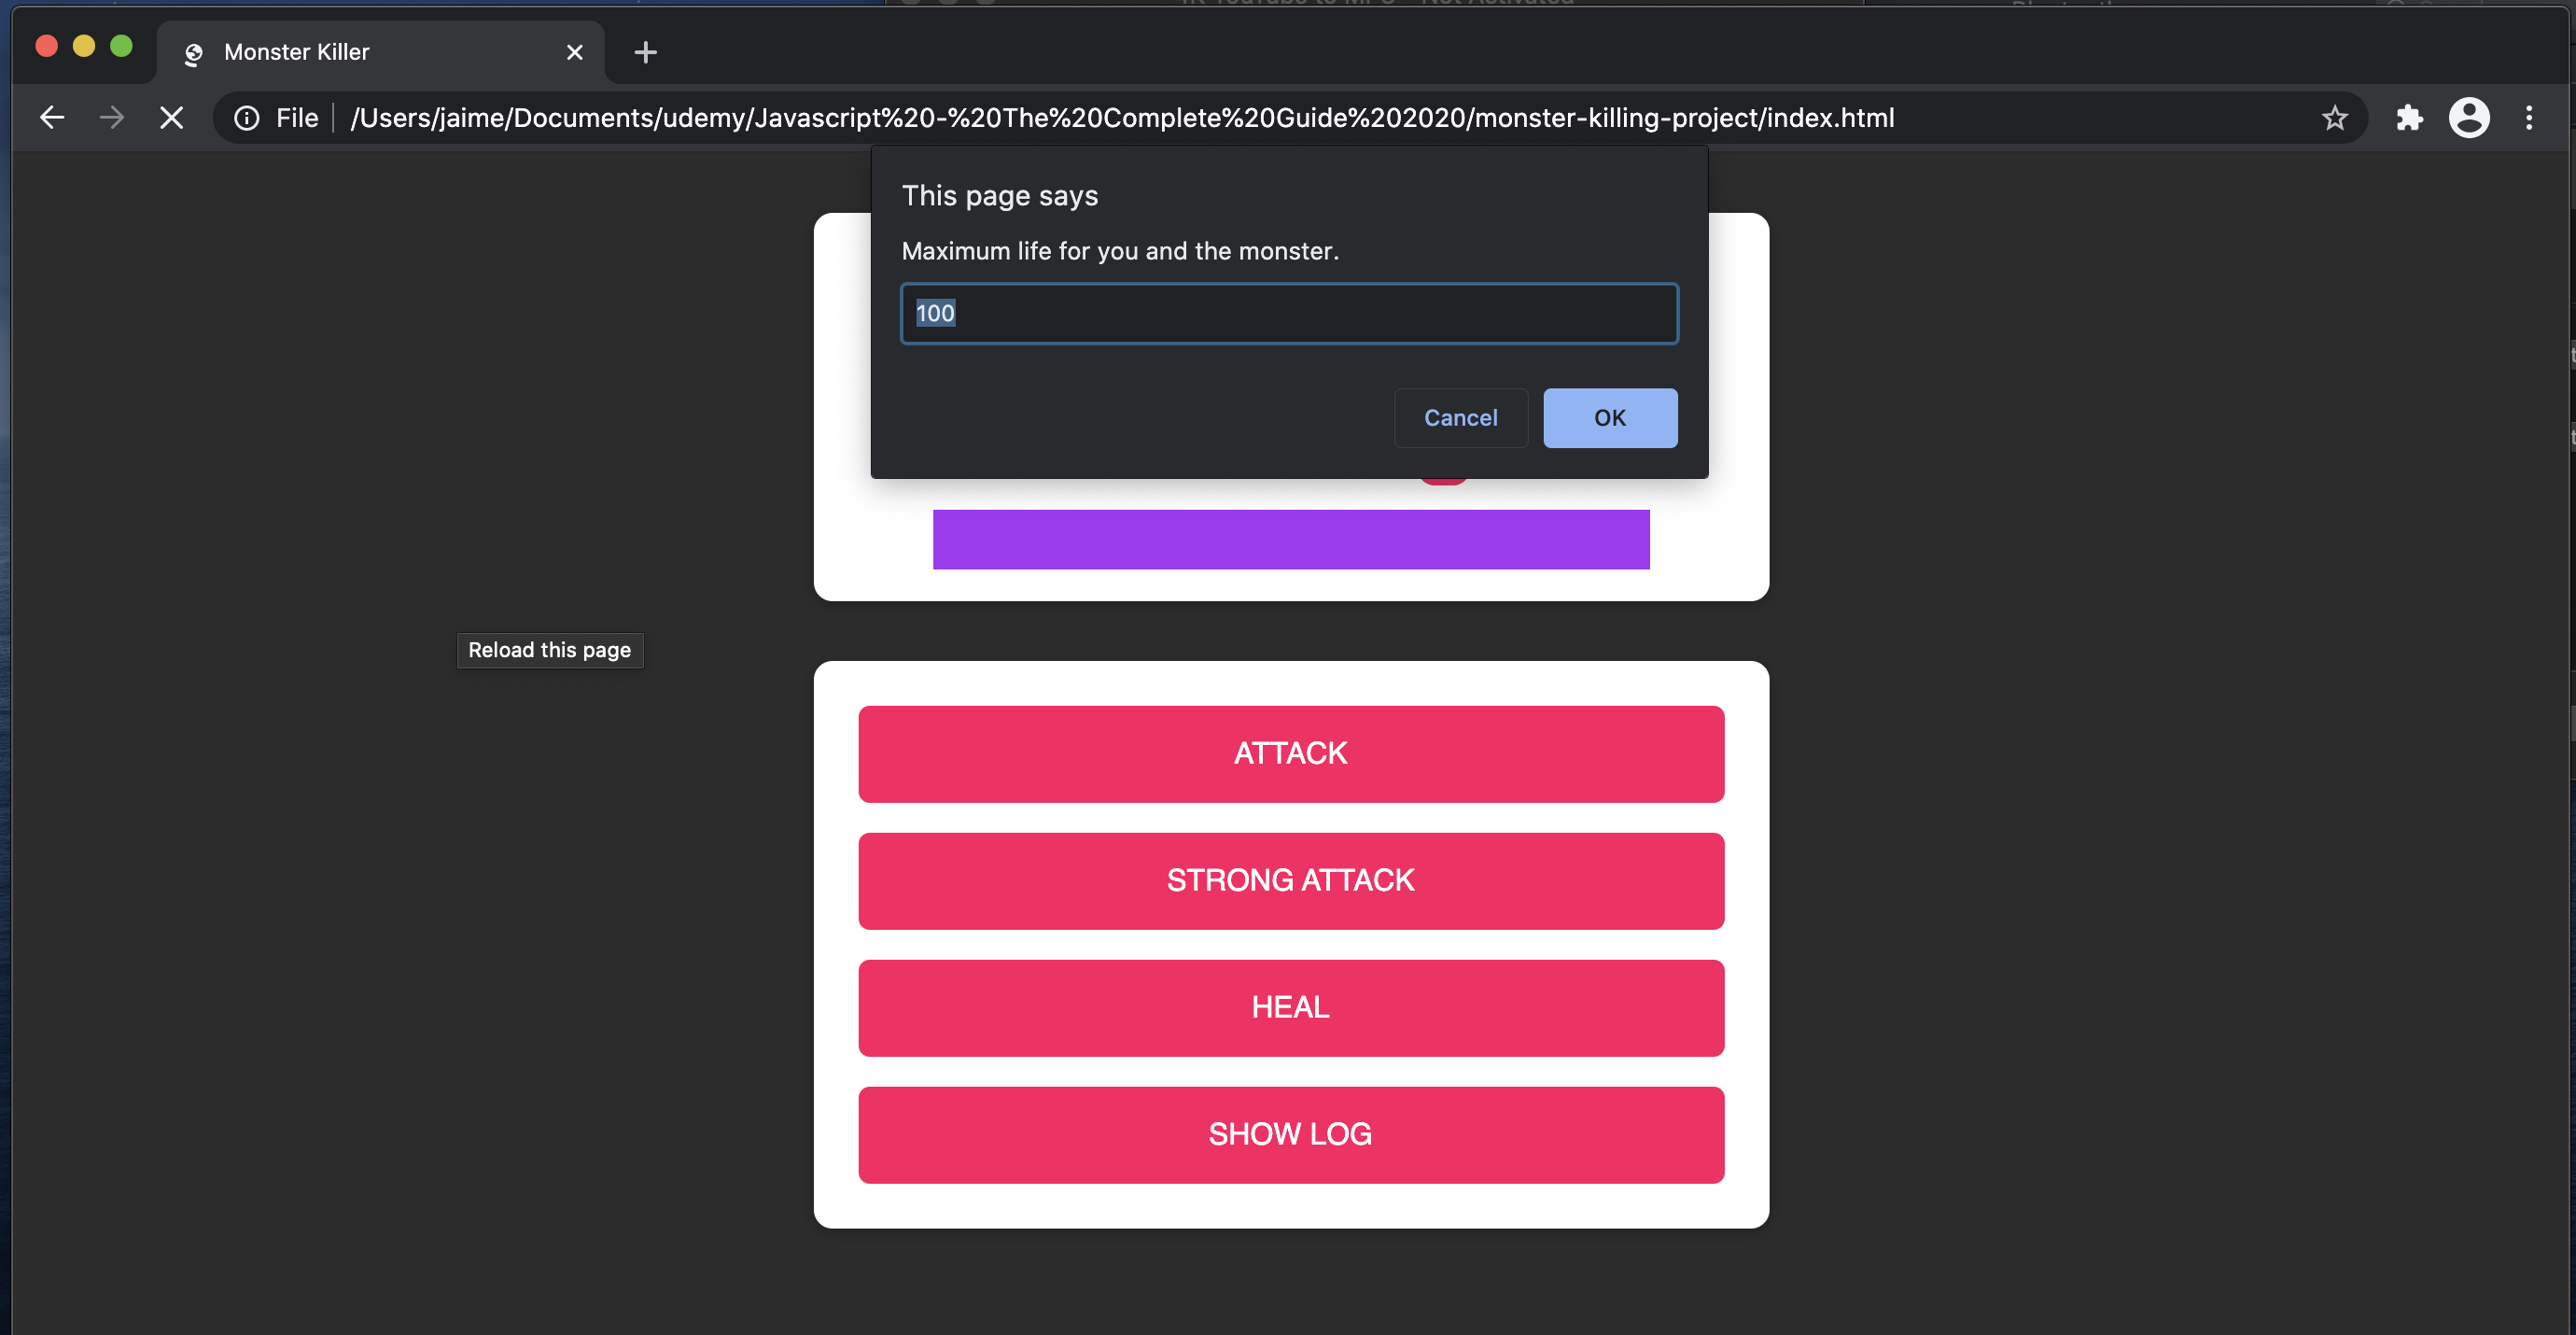 Monster Killer
File /Users/jaime/Documents/udemy/Javascript%20-%20The%20Complete%20Guide%202020/monster-killing-project/index.html
This page says
Maximum life for you and the monster.
100
Cancel OK
Reload this page
ATTACK
STRONG ATTACK
HEAL
SHOW LOG